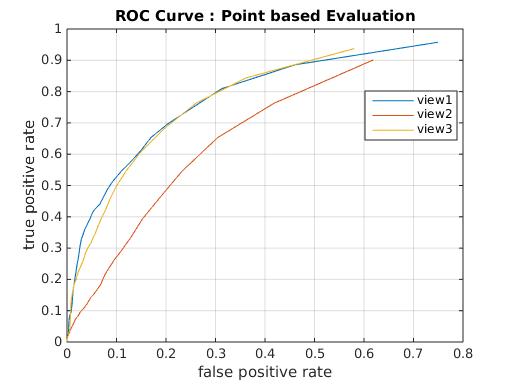 ROC Curve : Point based Evaluation
1
0.9
0.8
0.7
0.6
0.5
0.4
0.3
0.2
0.1
0
true positive rate
view1
view2
view3
0 0.1 0.2 0.3 0.4 0.5 0.6 0.7 0.8
false positive rate